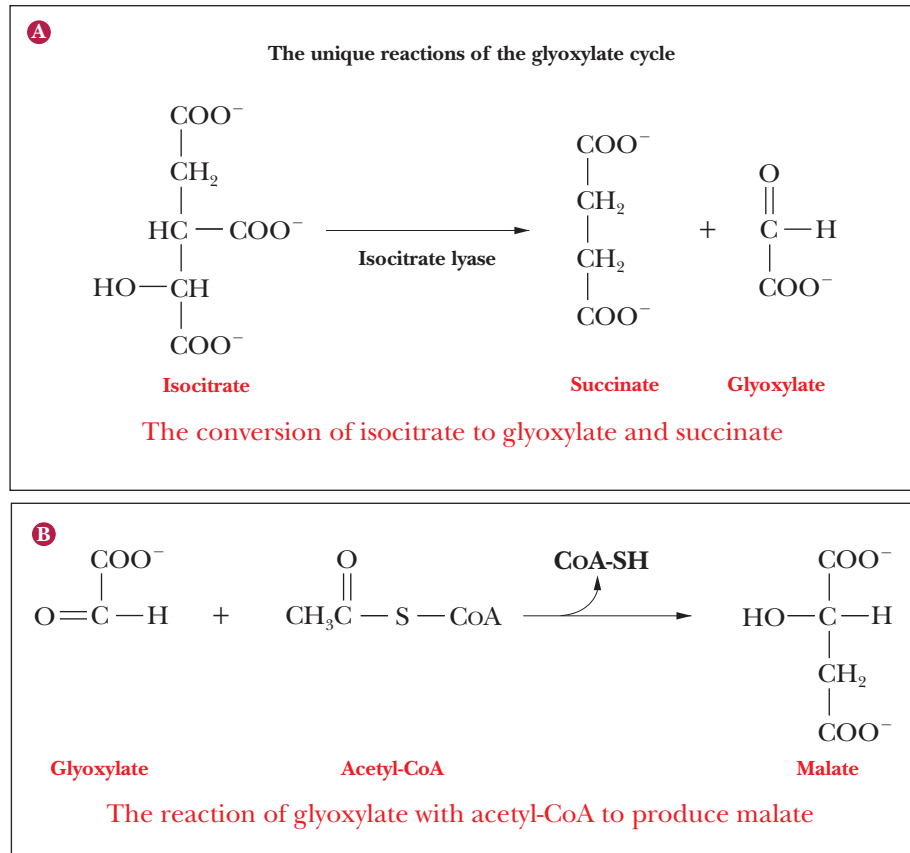 A
The unique reactions of the glyoxylate cycle
COO⁻
CH₂
HC — COO⁻
HO — CH
COO⁻
Isocitrate
Isocitrate lyase
COO⁻
CH₂
CH₂
COO⁻
Succinate
+
O
C — H
COO⁻
Glyoxylate
The conversion of isocitrate to glyoxylate and succinate
B
COO⁻
O=C — H
Glyoxylate
+
O
CH₃C — S — CoA
Acetyl-CoA
CoA-SH
COO⁻
HO — C — H
CH₂
COO⁻
Malate
The reaction of glyoxylate with acetyl-CoA to produce malate